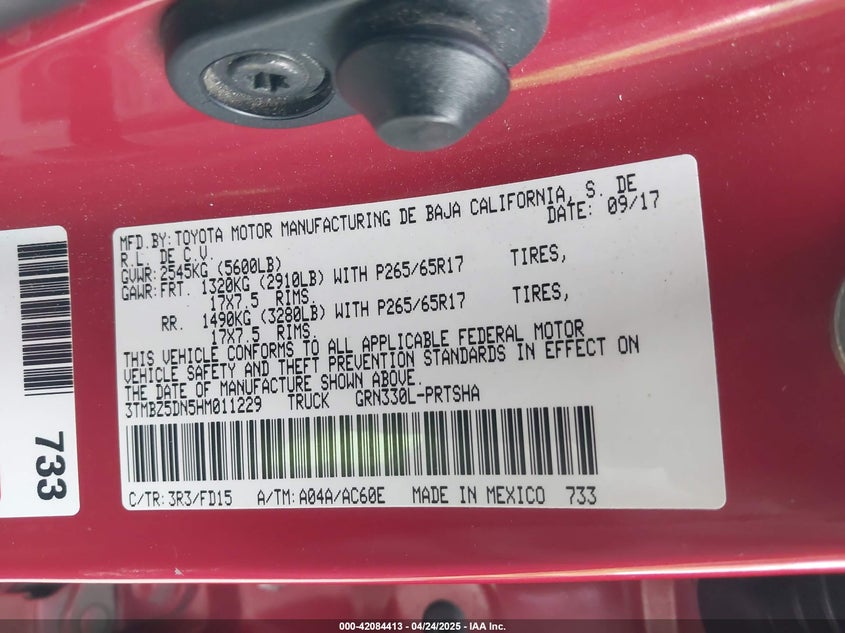 MFD.BY:TOYOTA MOTOR MANUFACTURING DE BAJA CALIFORNIA, S. DE
R.L. DE C.V. DATE: 09/17
GVWR:2545KG (5600LB)
GAWR:FRT. 1320KG (2910LB) WITH P265/65R17 TIRES,
17X7.5 RIMS.
RR. 1490KG (3280LB) WITH P265/65R17 TIRES,
17X7.5 RIMS.
THIS VEHICLE CONFORMS TO ALL APPLICABLE FEDERAL MOTOR
VEHICLE SAFETY AND THEFT PREVENTION STANDARDS IN EFFECT ON
THE DATE OF MANUFACTURE SHOWN ABOVE.
3TMBZ5DN5HM011229 TRUCK GRN330L-PRTSHA
C/TR:3R3/FD15 A/TM:A04A/AC60E MADE IN MEXICO 733
733
000-42084413 - 04/24/2025 - IAA Inc.